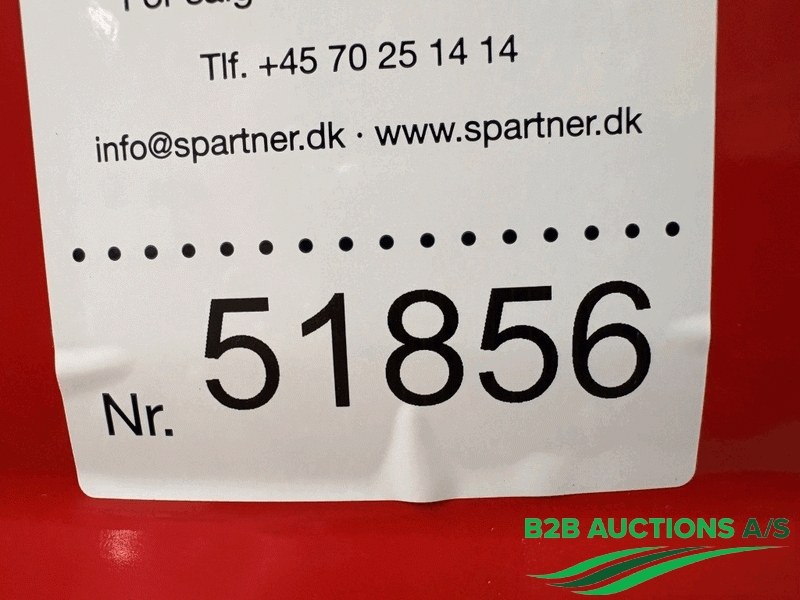 Tlf. +45 70 25 14 14
info@spartner.dk · www.spartner.dk
Nr. 51856
B2B AUCTIONS A/S